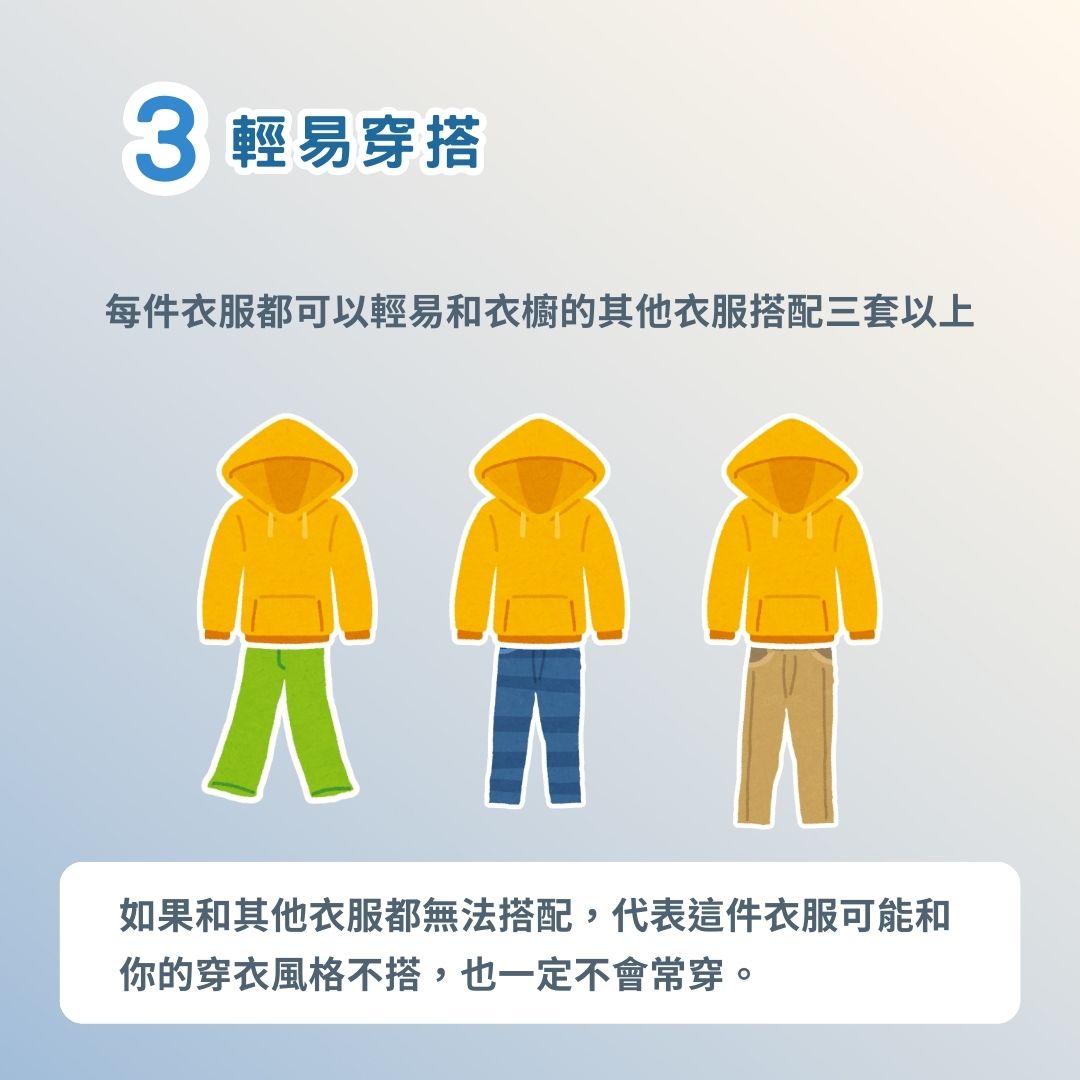 3 輕易穿搭
每件衣服都可以輕易和衣櫥的其他衣服搭配三套以上
如果和其他衣服都無法搭配，代表這件衣服可能和
你的穿衣風格不搭，也一定不會常穿。